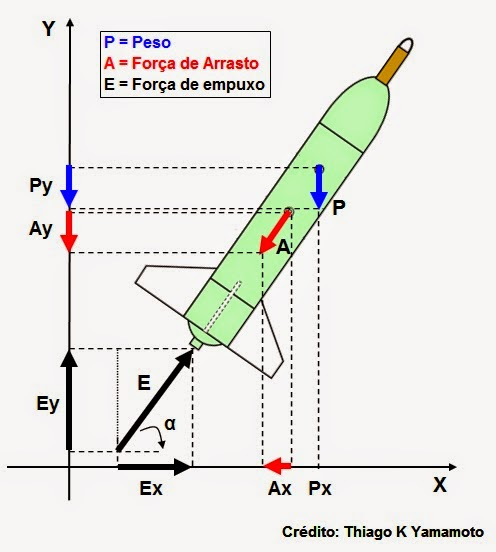 Y
P = Peso
A = Força de Arrasto
E = Força de empuxo
Py
P
Ay
A
E
α
Ey
Ex
Ax
Px
X
Crédito: Thiago K Yamamoto